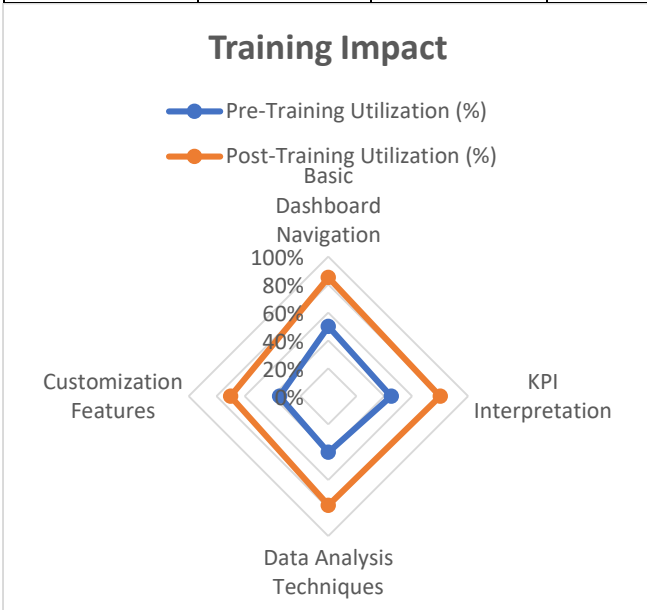 Training Impact
Pre-Training Utilization (%)
Post-Training Utilization (%)
Basic
Dashboard
Navigation
100%
80%
60%
40%
20%
0%
Customization
Features
KPI
Interpretation
Data Analysis
Techniques